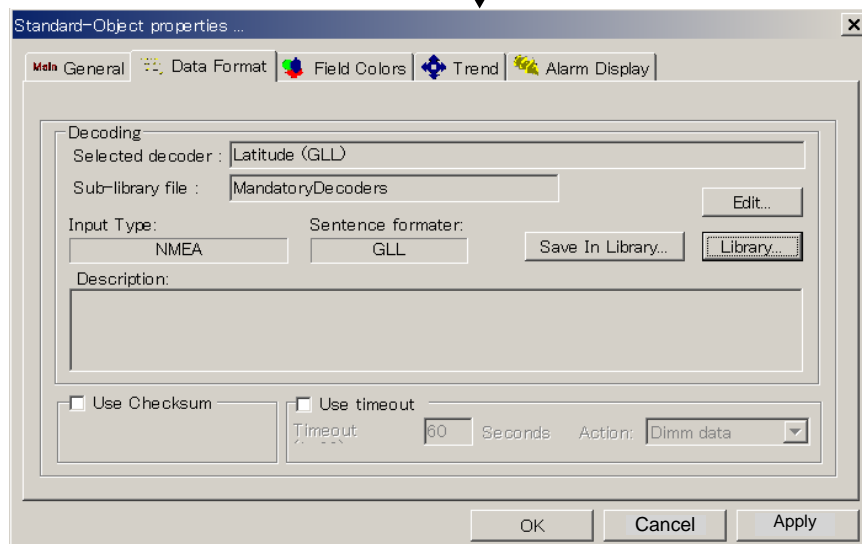 Standard-Object properties ...
Main General Data Format Field Colors Trend Alarm Display
Decoding
Selected decoder : Latitude (GLL)
Sub-library file : MandatoryDecoders
Edit...
Input Type: Sentence formater:
NMEA GLL Save In Library... Library...
Description:
Use Checksum Use timeout
Timeout 60 Seconds Action: Dimm data
OK Cancel Apply